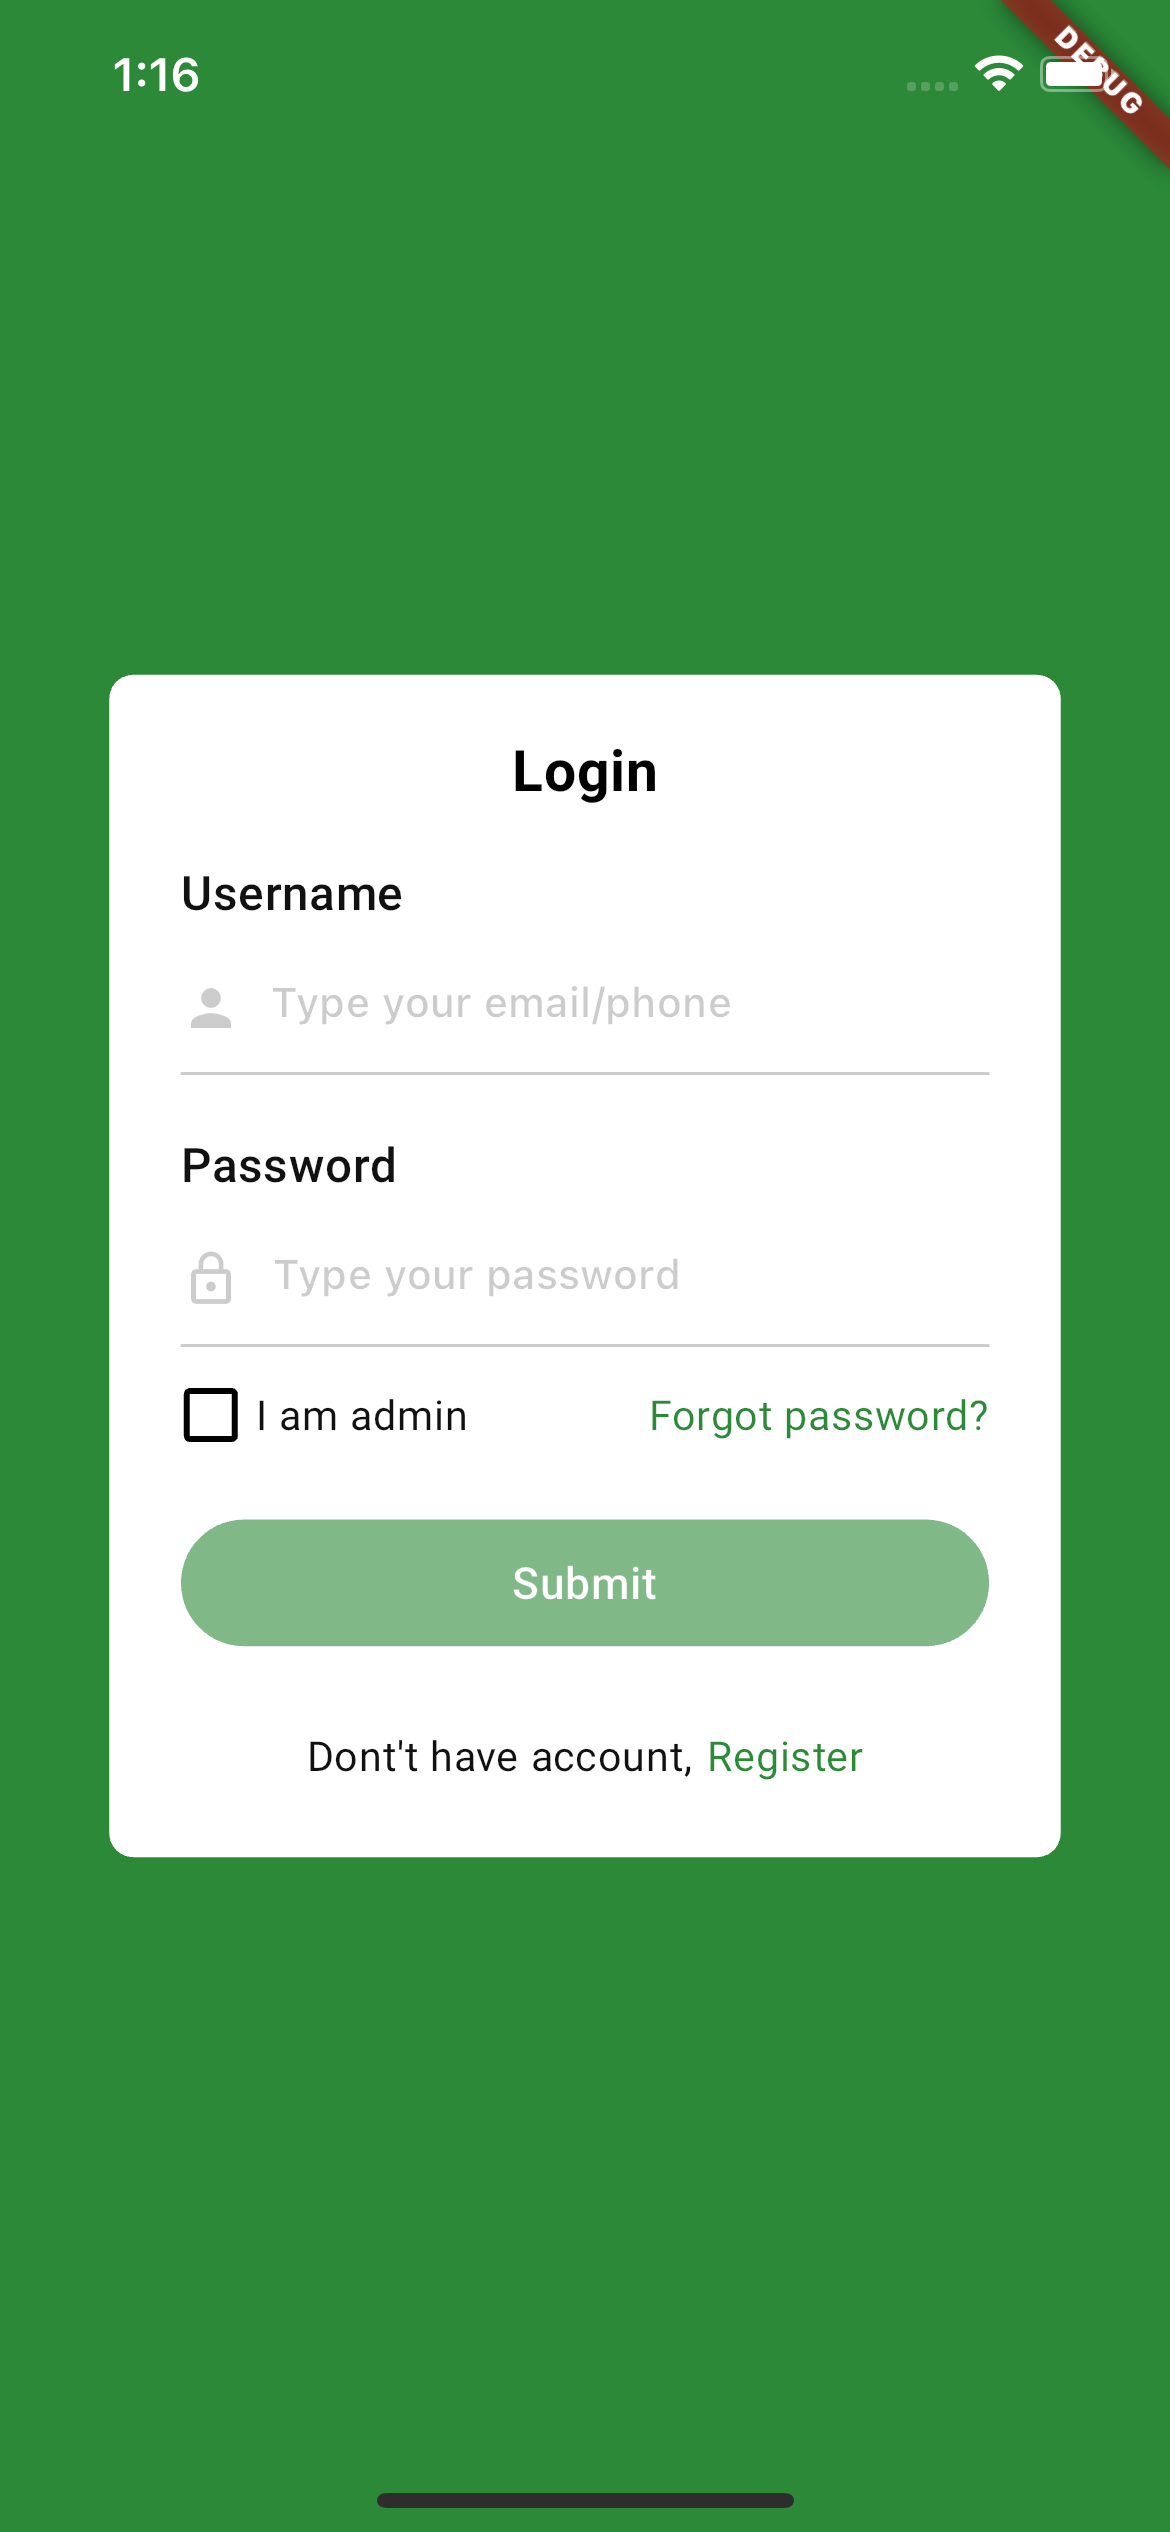 1:16
DEBUG
Login
Username
Type your email/phone
Password
Type your password
I am admin
Forgot password?
Submit
Dont't have account, Register